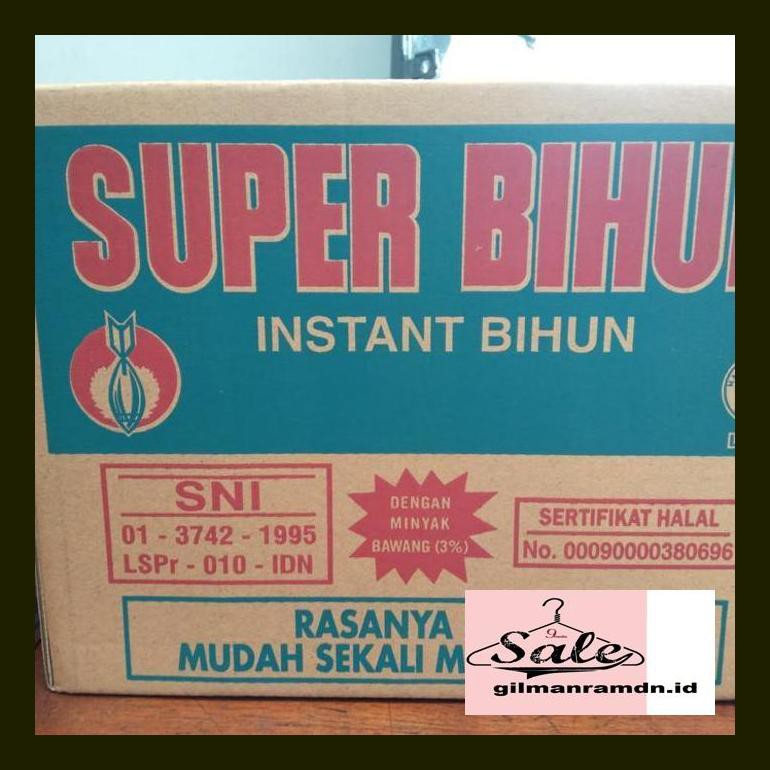 SUPER BIHU
INSTANT BIHUN
SNI
01 - 3742 - 1995
LSPr - 010 - IDN
DENGAN
MINYAK
BAWANG (3%)
SERTIFIKAT HALAL
No. 00090000380696
RASANYA
MUDAH SEKALI M
Sale
gilmanramdn.id